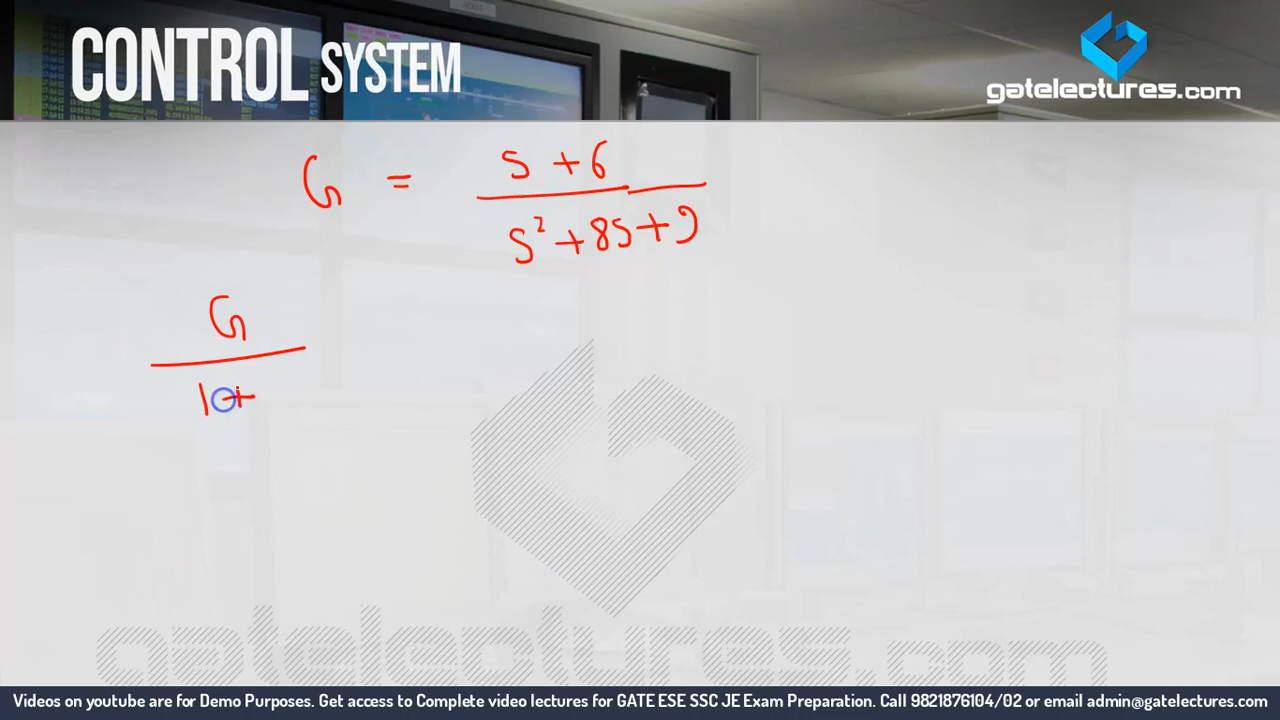 CONTROL SYSTEM
gatelectures.com
G = s + 6
s² + 8s + 9
G
1 +
gatelectures.com
Videos on youtube are for Demo Purposes. Get access to Complete video lectures for GATE ESE SSC JE Exam Preparation. Call 9821876104/02 or email admin@gatelectures.com